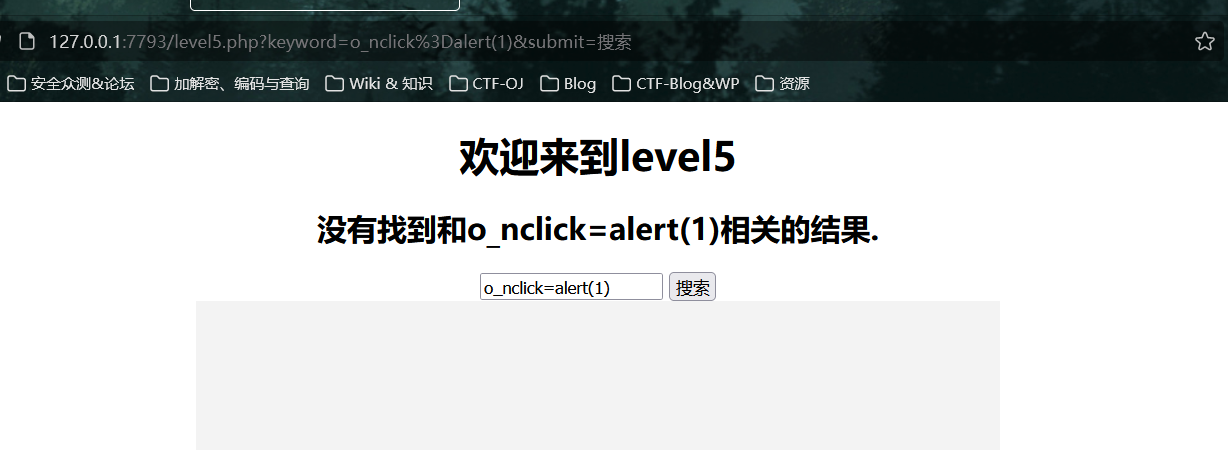 127.0.0.1:7793/level5.php?keyword=o_nclick%3Dalert(1)&submit=搜索
安全众测&论坛 加解密、编码与查询 Wiki & 知识 CTF-OJ Blog CTF-Blog&WP 资源
欢迎来到level5
没有找到和o_nclick=alert(1)相关的结果.
o_nclick=alert(1) 搜索